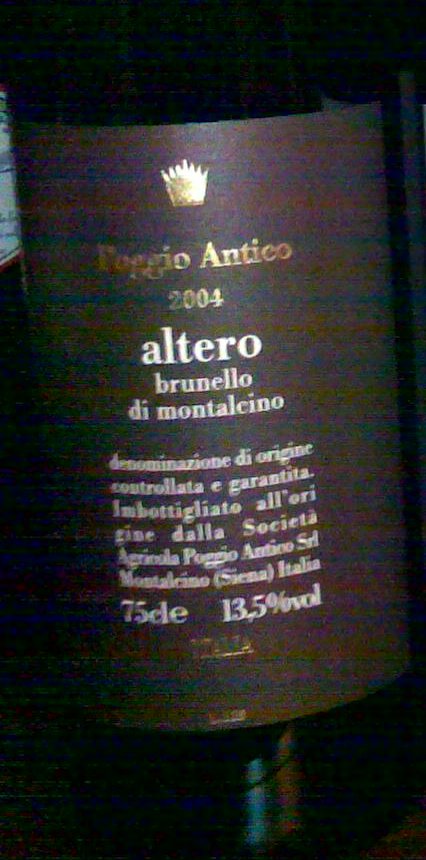 Poggio Antico
2004
altero
brunello
di montalcino
denominazione di origine
controllata e garantita.
Imbottigliato all'ori
gine dalla Società
Agricola Poggio Antico Srl
Montalcino (Siena) Italia
75cle 13,5%vol
ITALIA